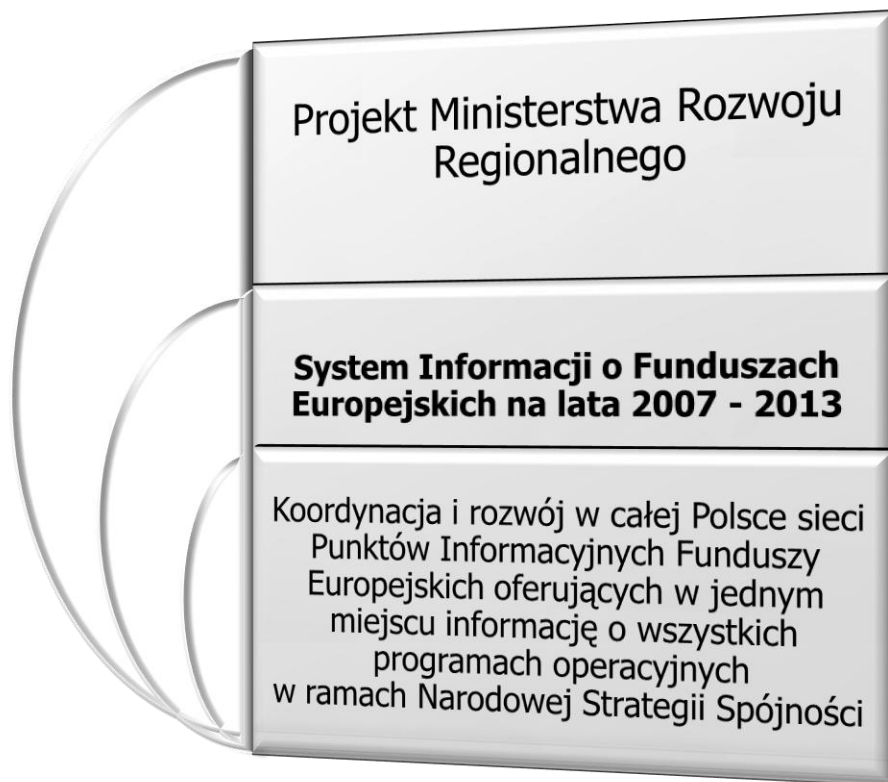 Projekt Ministerstwa Rozwoju
Regionalnego
System Informacji o Funduszach
Europejskich na lata 2007 - 2013
Koordynacja i rozwój w całej Polsce sieci
Punktów Informacyjnych Funduszy
Europejskich oferujących w jednym
miejscu informację o wszystkich
programach operacyjnych
w ramach Narodowej Strategii Spójności